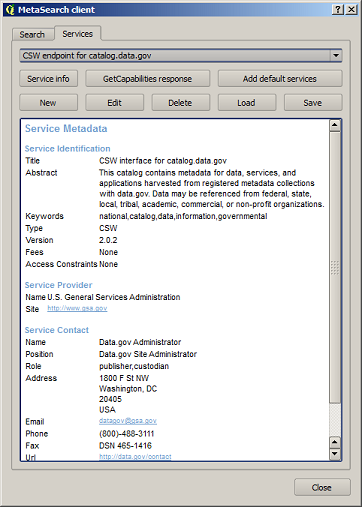 MetaSearch client
Search Services
CSW endpoint for catalog.data.gov
Service info GetCapabilities response Add default services
New Edit Delete Load Save
Service Metadata
Service Identification
Title CSW interface for catalog.data.gov
Abstract This catalog contains metadata for data, services, and
applications harvested from registered metadata collections
with data.gov. Data may be referenced from federal, state,
local, tribal, academic, commercial, or non-profit organizations.
Keywords national,catalog,data,information,governmental
Type CSW
Version 2.0.2
Fees None
Access Constraints None
Service Provider
Name U.S. General Services Administration
Site http://www.gsa.gov
Service Contact
Name Data.gov Administrator
Position Data.gov Site Administrator
Role publisher,custodian
Address 1800 F St NW
Washington, DC
20405
USA
Email datagov@gsa.gov
Phone (800)-488-3111
Fax DSN 465-1416
Url http://data.gov/contact
Close